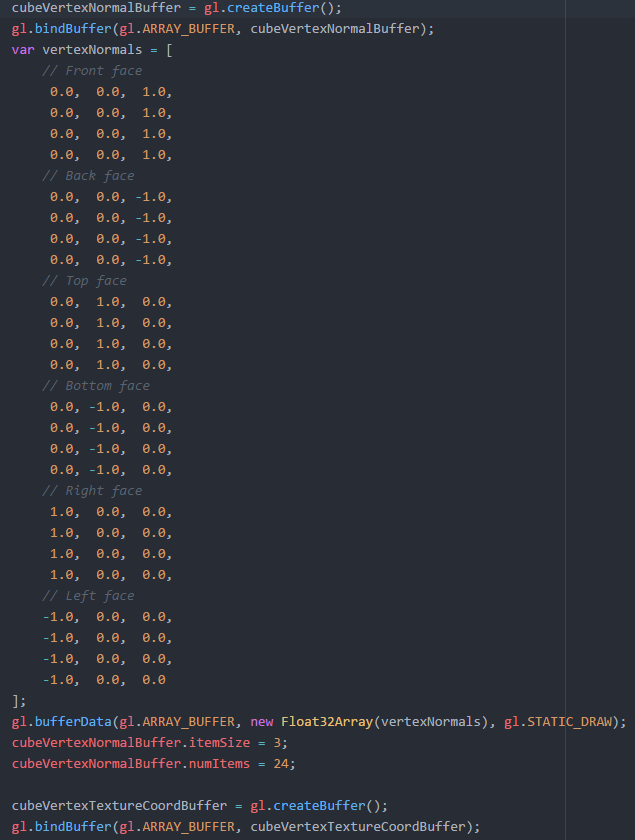 cubeVertexNormalBuffer = gl.createBuffer();
gl.bindBuffer(gl.ARRAY_BUFFER, cubeVertexNormalBuffer);
var vertexNormals = [
    // Front face
     0.0,  0.0,  1.0,
     0.0,  0.0,  1.0,
     0.0,  0.0,  1.0,
     0.0,  0.0,  1.0,
    // Back face
     0.0,  0.0, -1.0,
     0.0,  0.0, -1.0,
     0.0,  0.0, -1.0,
     0.0,  0.0, -1.0,
    // Top face
     0.0,  1.0,  0.0,
     0.0,  1.0,  0.0,
     0.0,  1.0,  0.0,
     0.0,  1.0,  0.0,
    // Bottom face
     0.0, -1.0,  0.0,
     0.0, -1.0,  0.0,
     0.0, -1.0,  0.0,
     0.0, -1.0,  0.0,
    // Right face
     1.0,  0.0,  0.0,
     1.0,  0.0,  0.0,
     1.0,  0.0,  0.0,
     1.0,  0.0,  0.0,
    // Left face
    -1.0,  0.0,  0.0,
    -1.0,  0.0,  0.0,
    -1.0,  0.0,  0.0,
    -1.0,  0.0,  0.0
];
gl.bufferData(gl.ARRAY_BUFFER, new Float32Array(vertexNormals), gl.STATIC_DRAW);
cubeVertexNormalBuffer.itemSize = 3;
cubeVertexNormalBuffer.numItems = 24;

cubeVertexTextureCoordBuffer = gl.createBuffer();
gl.bindBuffer(gl.ARRAY_BUFFER, cubeVertexTextureCoordBuffer);